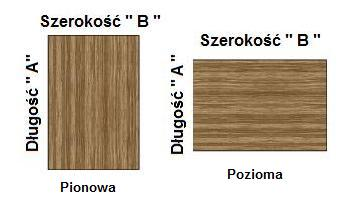 Szerokość " B "
Długość " A"
Pionowa
Szerokość " B "
Długość " A "
Pozioma